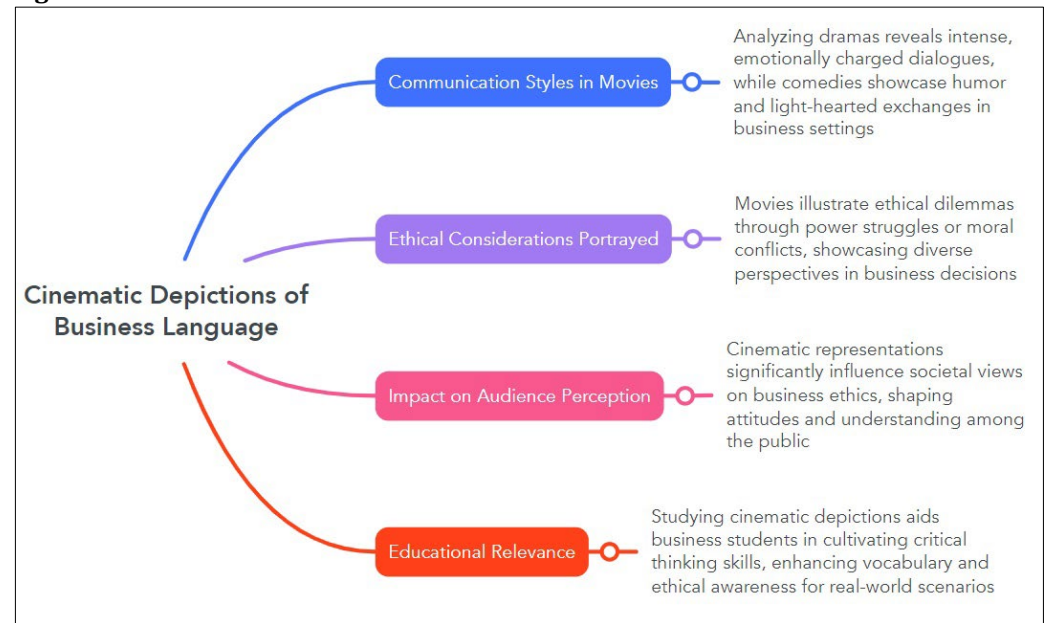 Communication Styles in Movies
Analyzing dramas reveals intense,
emotionally charged dialogues,
while comedies showcase humor
and light-hearted exchanges in
business settings
Ethical Considerations Portrayed
Movies illustrate ethical dilemmas
through power struggles or moral
conflicts, showcasing diverse
perspectives in business decisions
Cinematic Depictions of
Business Language
Impact on Audience Perception
Cinematic representations
significantly influence societal views
on business ethics, shaping
attitudes and understanding among
the public
Educational Relevance
Studying cinematic depictions aids
business students in cultivating critical
thinking skills, enhancing vocabulary and
ethical awareness for real-world scenarios